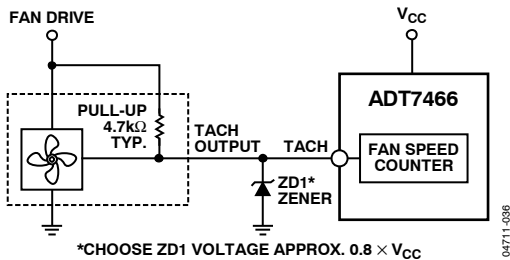 FAN DRIVE
VCC
PULL-UP
4.7kΩ
TYP.
TACH
OUTPUT
TACH
ADT7466
FAN SPEED
COUNTER
ZD1*
ZENER
*CHOOSE ZD1 VOLTAGE APPROX. 0.8 × VCC
04711-036